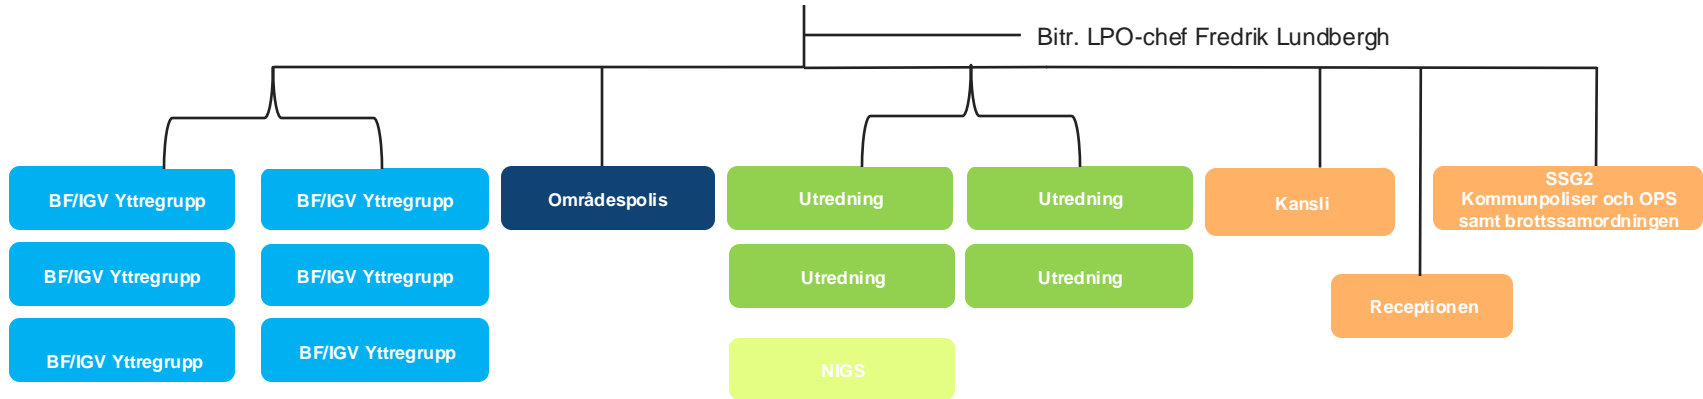 Bitr. LPO-chef Fredrik Lundbergh
BF/IGV Yttregrupp
BF/IGV Yttregrupp
Områdespolis
Utredning
Utredning
Kansli
SSG2
Kommunpoliser och OPS
samt brottssamordningen
BF/IGV Yttregrupp
BF/IGV Yttregrupp
Utredning
Utredning
Receptionen
BF/IGV Yttregrupp
BF/IGV Yttregrupp
NIGS